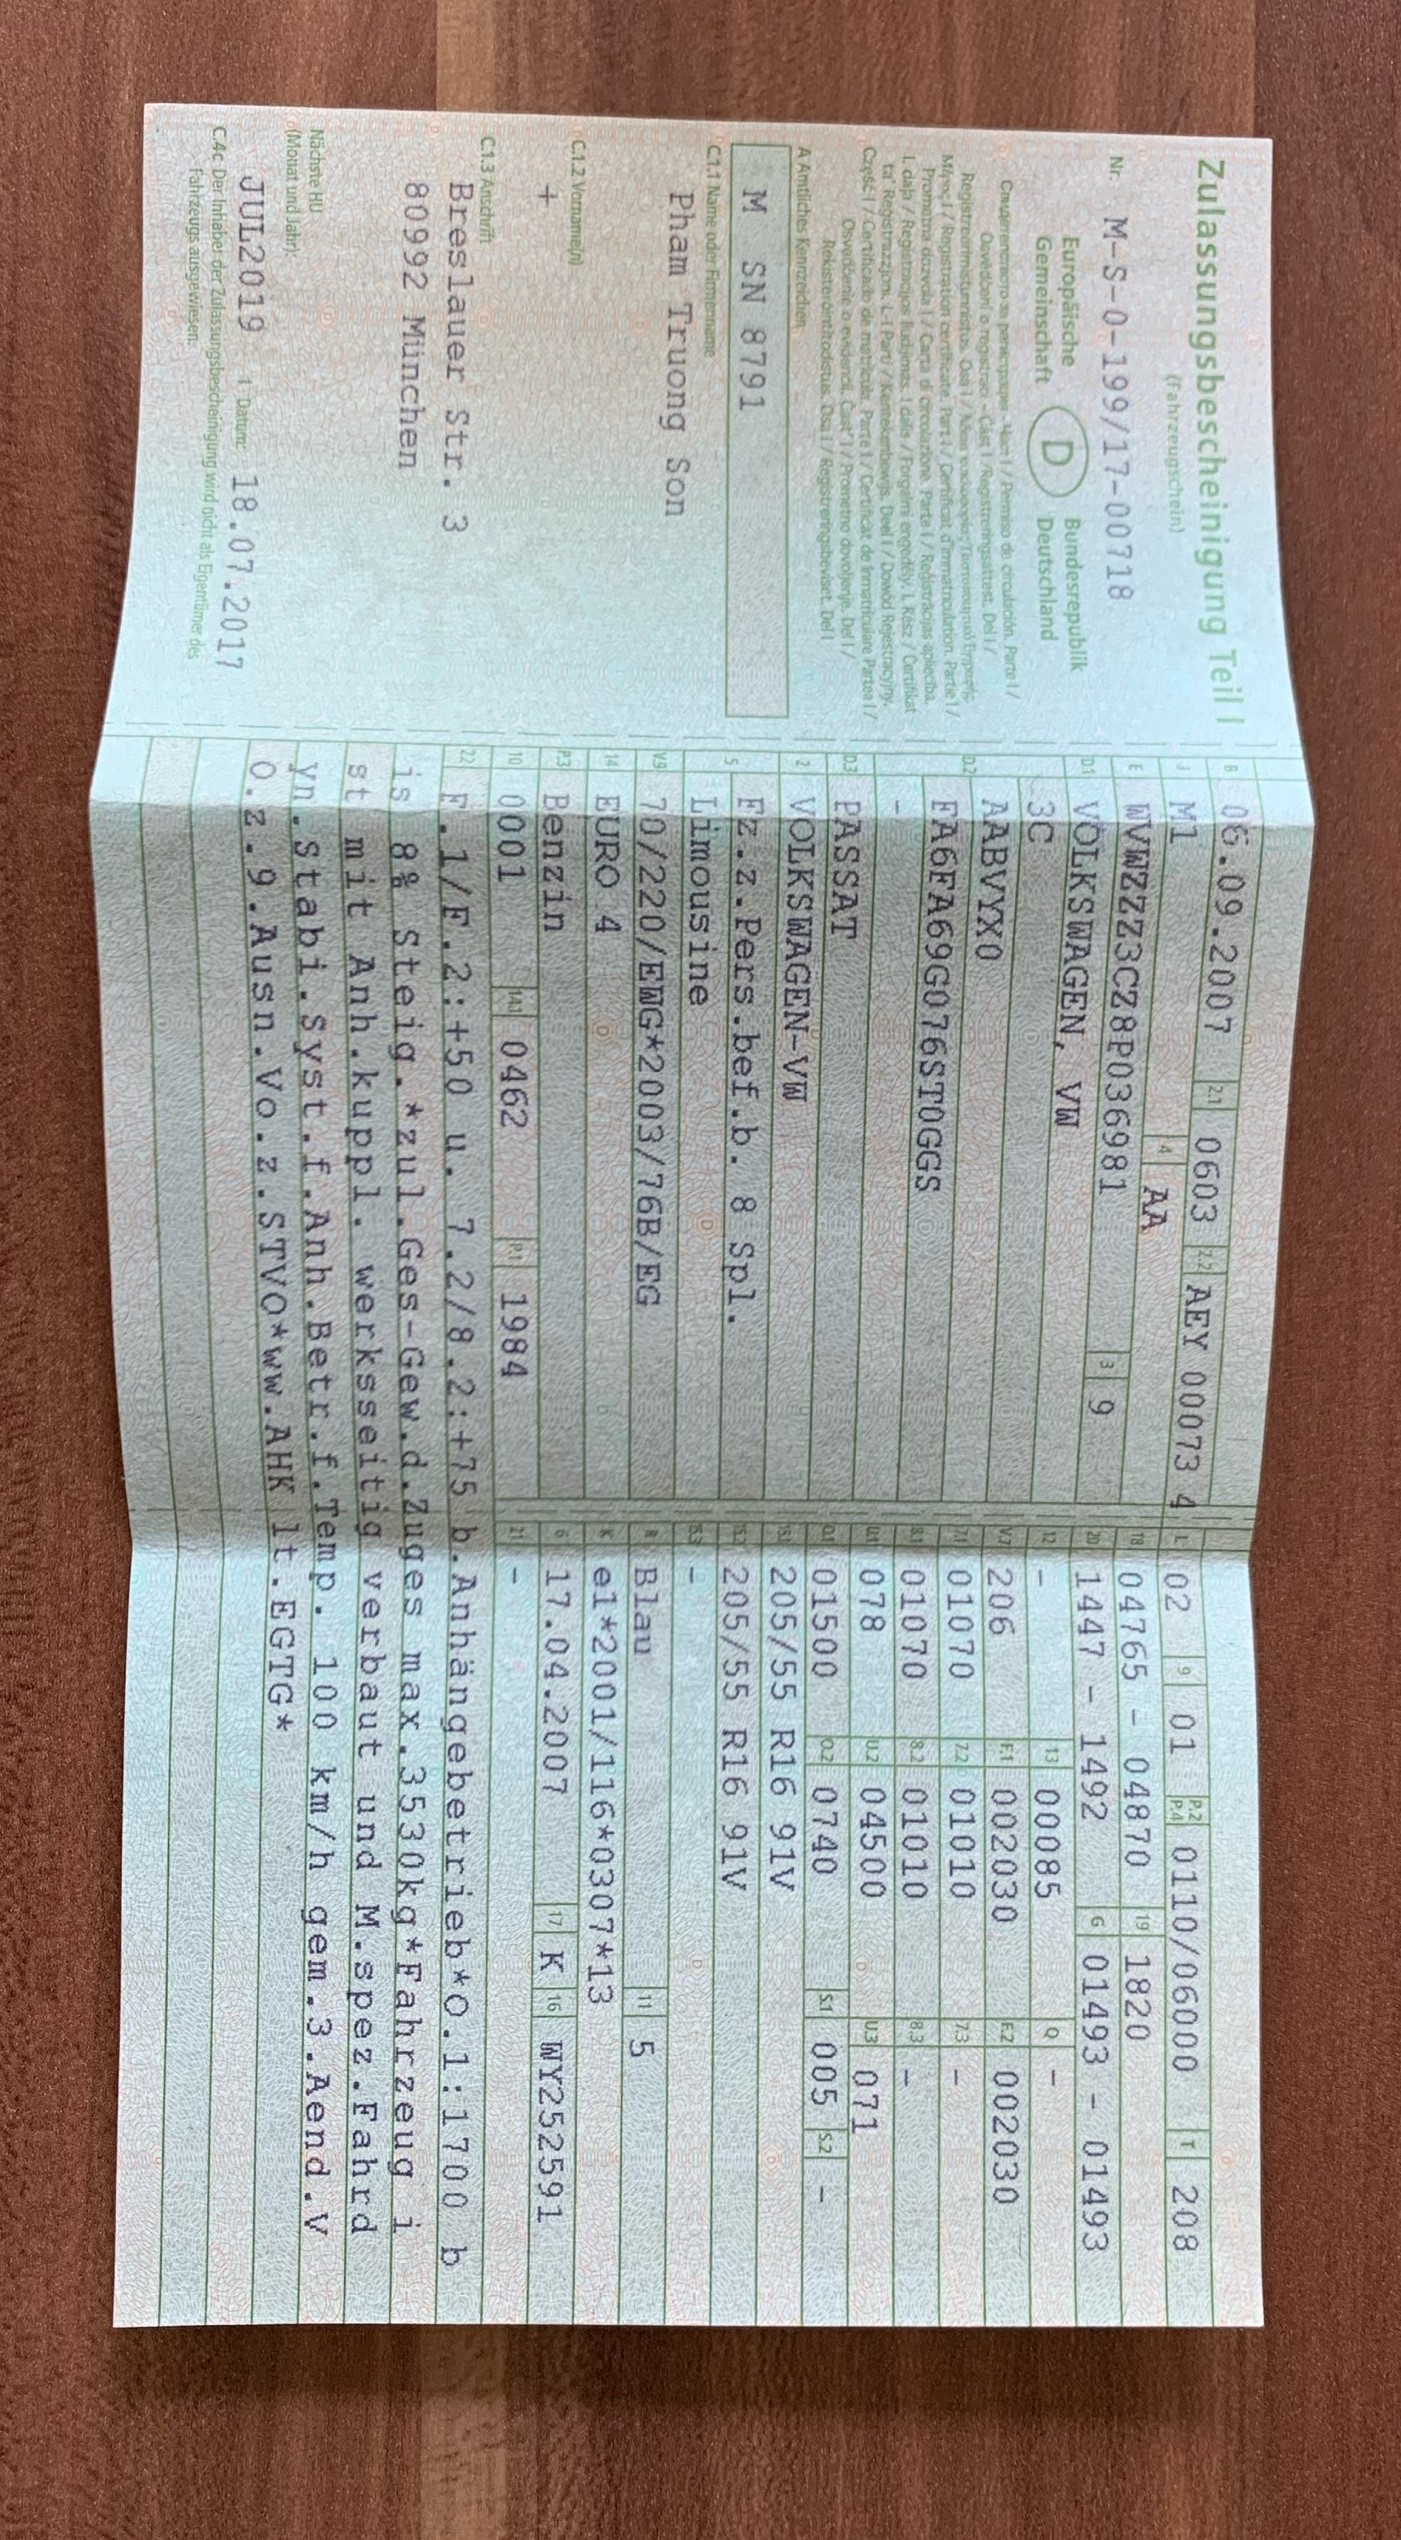 Zulassungsbescheinigung Teil I
(Fahrzeugschein)
Nr. M-S-0-199/17-00718
Europäische Gemeinschaft
D
Bundesrepublik Deutschland
Свидетелството за регистрация - Част I / Permiso de circulación. Parte I /
Osvědčení o registraci - Část I / Registreringsattest. Del I /
Registreerimistunnistus. Osa I /
Μέρος I / Registration certificate. Part I / Certificat d'immatriculation. Partie I /
Prometna dozvola I / Carta di circolazione. Parte I / Reģistrācijas apliecība.
I. daļa / Registracijos liudijimas. I dalis / Forgalmi engedély. I. Rész / Ċertifikat
ta' Reġistrazzjoni. L-I Parti / Kentekenbewijs. Deel I / Dowód Rejestracyjny.
Część I / Certificado de matrícula. Parte I / Certificat de înmatriculare Partea I /
Osvedčenie o evidencii. Časť I / Prometno dovoljenje. Del I /
Rekisteröintitodistus. Osa I / Registreringsbeviset. Del I
A Amtliches Kennzeichen
M SN 8791
C.1.1 Name oder Firmenname
Pham Truong Son
C.1.2 Vorname(n)
+
C.1.3 Anschrift
Breslauer Str. 3
80992 München
Nächste HU
(Monat und Jahr):
JUL2019 I Datum: 18.07.2017
C.4c Der Inhaber der Zulassungsbescheinigung wird nicht als Eigentümer des
Fahrzeugs ausgewiesen.
B 06.09.2007 2.1 0603 2.2 AEY 00073 4
J M1 4 AA
E WVWZZZ3CZ8P036981 3 9
D.1 VOLKSWAGEN, VW
3C
D.2 AABVYX0
FA6FA69G076ST0GGS
-
D.3 PASSAT
2 VOLKSWAGEN-VW
5 Fz.z.Pers.bef.b. 8 Spl.
Limousine
V.9 70/220/EWG*2003/76B/EG
14 EURO 4
P.3 Benzin
10 0001 14.1 0462 P.1 1984
L 02 9 01 P.2 P.4 0110/06000 T 208
18 04765 - 04870 19 1820
20 1447 - 1492 G 01493 - 01493
12 - 13 00085 Q -
V.7 206 F.1 002030 F.2 002030
7.1 01070 7.2 01010 7.3 -
8.1 01070 8.2 01010 8.3 -
U.1 078 U.2 04500 U.3 071
O.1 01500 O.2 0740 S.1 005 S.2 -
15.1 205/55 R16 91V
15.2 205/55 R16 91V
15.3 -
R Blau 11 5
K e1*2001/116*0307*13
6 17.04.2007 17 K 16 WY252591
21 -
22 F.1/F.2:+50 u. 7.2/8.2:+75 b.Anhängebetrieb*O.1:1700 b
is 8% Steig.*zul.Ges-Gew.d.Zuges max.3530kg*Fahrzeug i
st mit Anh.kuppl. werksseitig verbaut und M.spez.Fahrd
yn.Stabi.Syst.f.Anh.Betr.f.Temp. 100 km/h gem.3.Aend.V
O.z.9.Ausn.Vo.z.STVO*ww.AHK lt.EGTG*